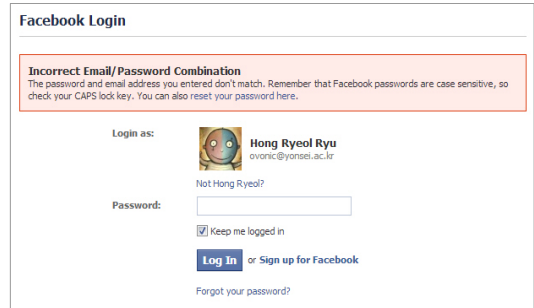 Facebook Login
Incorrect Email/Password Combination
The password and email address you entered don't match. Remember that Facebook passwords are case sensitive, so
check your CAPS lock key. You can also reset your password here.
Login as:
Hong Ryeol Ryu
ovonic@yonsei.ac.kr
Not Hong Ryeol?
Password:
Keep me logged in
Log In or Sign up for Facebook
Forgot your password?